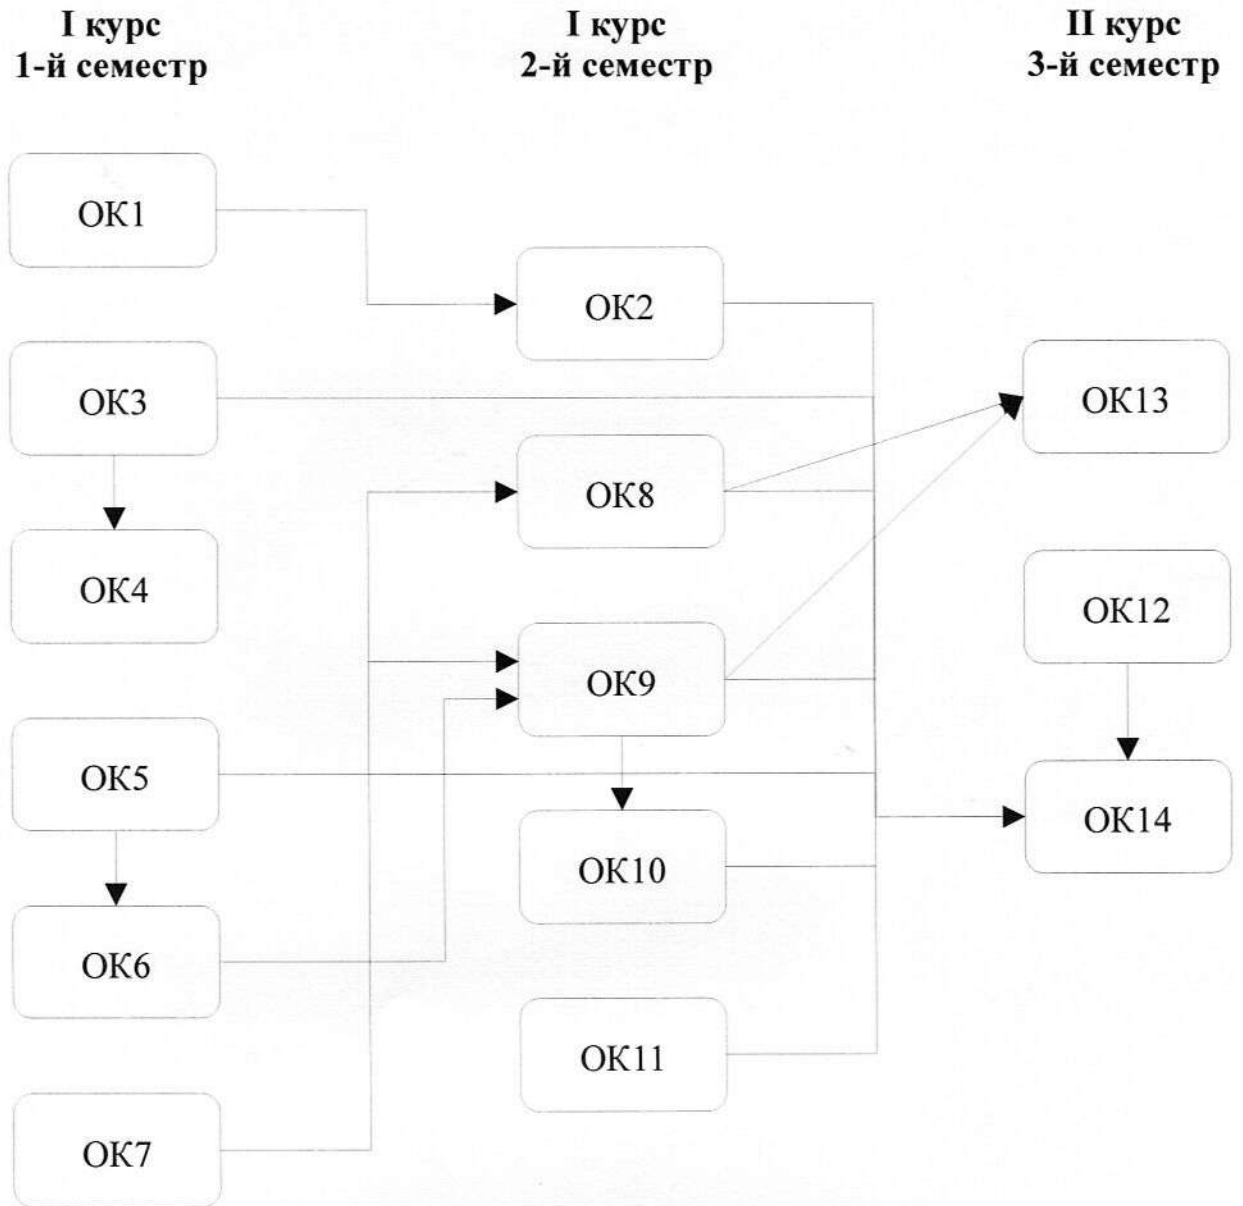 I курс
1-й семестр
I курс
2-й семестр
II курс
3-й семестр
ОК1
ОК3
ОК4
ОК5
ОК6
ОК7
ОК2
ОК8
ОК9
ОК10
ОК11
ОК13
ОК12
ОК14